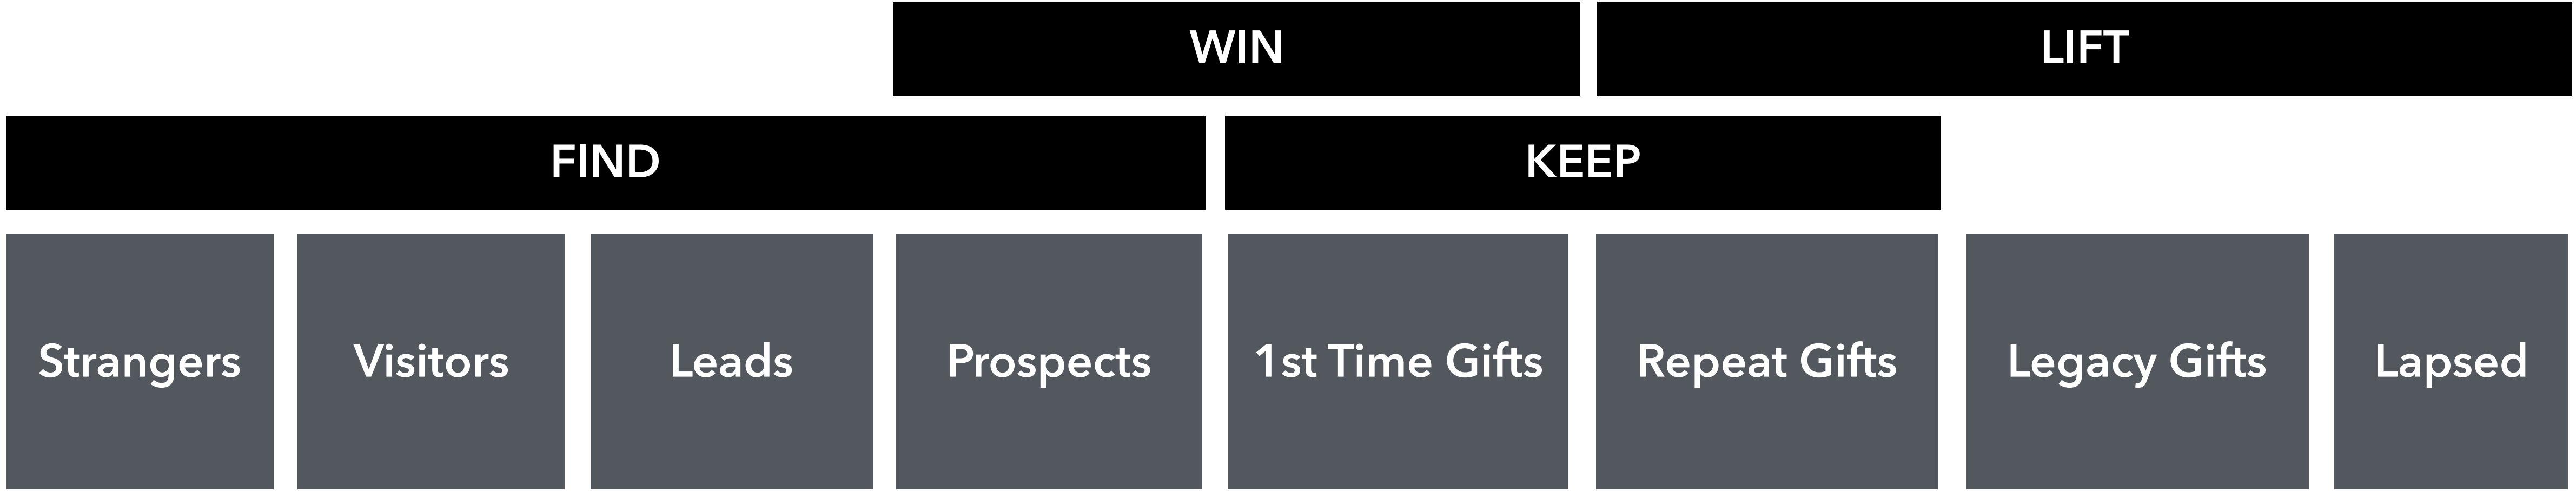 WIN
LIFT
FIND
KEEP
Strangers
Visitors
Leads
Prospects
1st Time Gifts
Repeat Gifts
Legacy Gifts
Lapsed